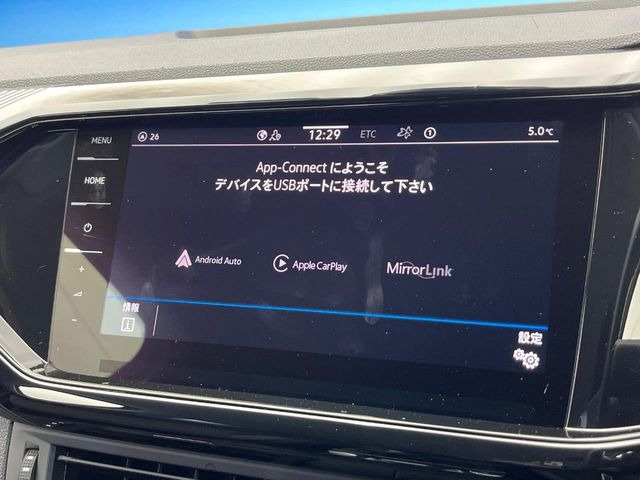 MENU
26
12:29
ETC
1
5.0℃
HOME
App-Connect にようこそ
デバイスをUSBポートに接続して下さい
Android Auto
Apple CarPlay
MirrorLink
+
-
情報
設定